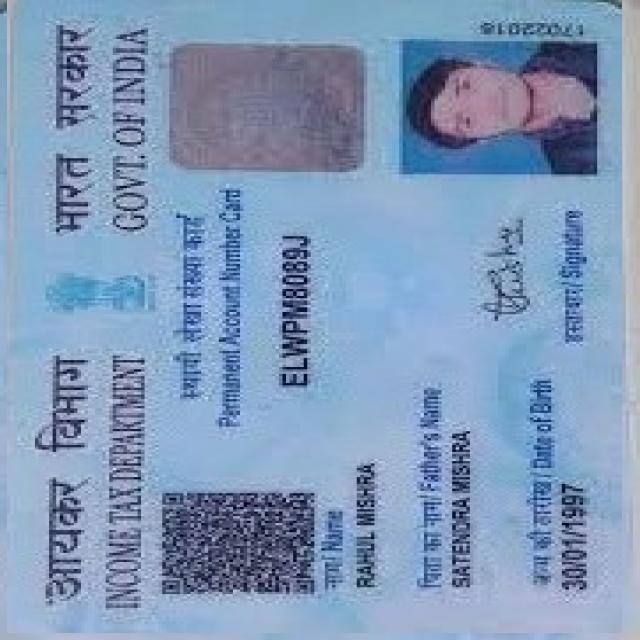 आयकर विभाग
INCOME TAX DEPARTMENT
भारत सरकार
GOVT. OF INDIA
स्थायी लेखा संख्या कार्ड
Permanent Account Number Card
ELWPM8089J
नाम / Name
RAHUL MISHRA
पिता का नाम / Father's Name
SATENDRA MISHRA
जन्म की तारीख / Date of Birth
30/01/1997
हस्ताक्षर / Signature
17022018